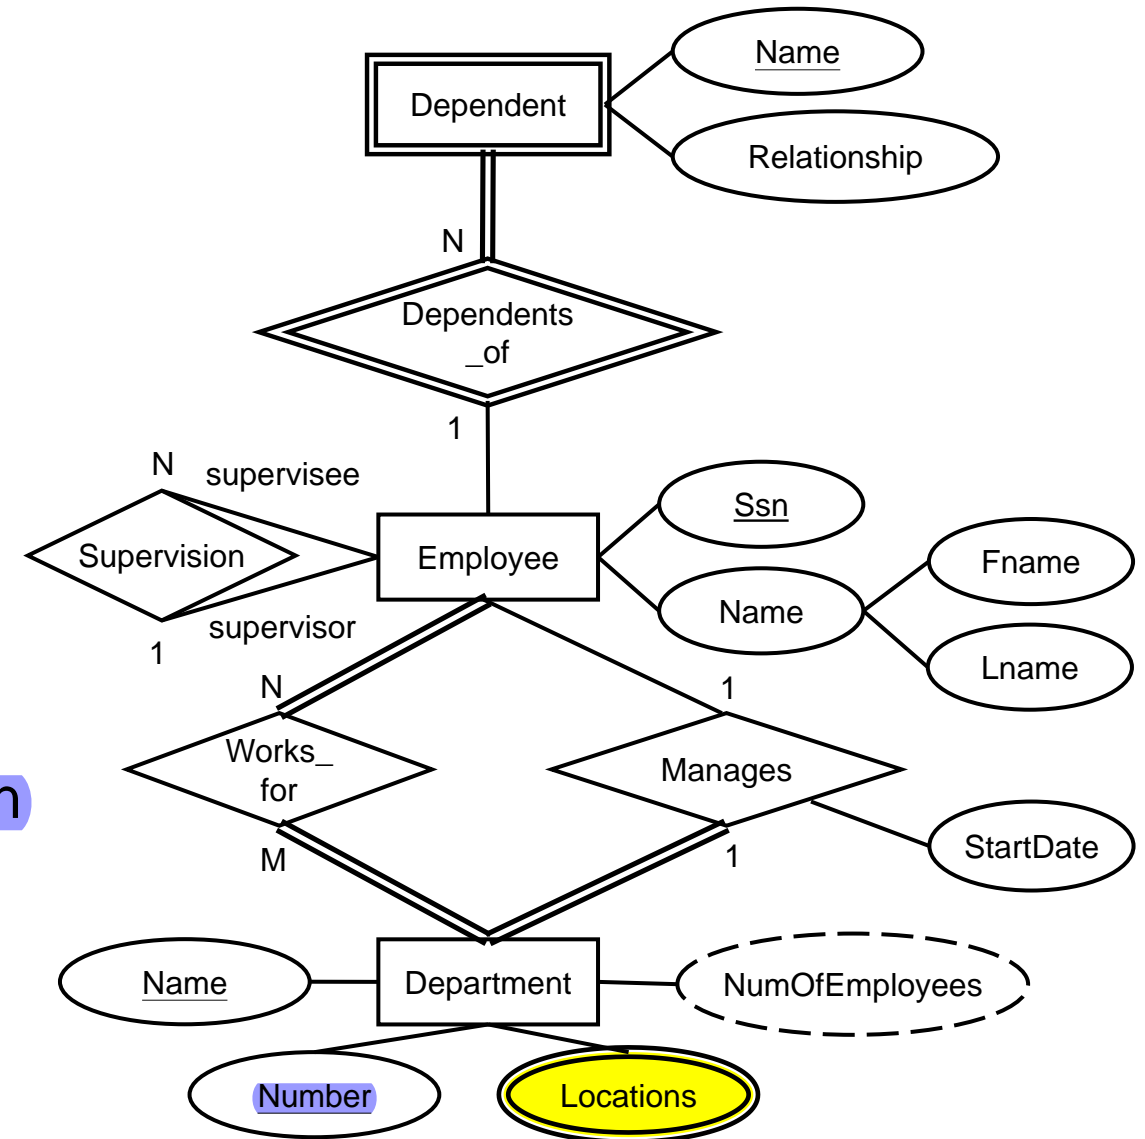 Name
Dependent
Relationship
N
Dependents
_of
1
N
supervisee
Ssn
Supervision
Employee
Fname
Name
supervisor
1
Lname
N
1
Works_
for
Manages
n
M
1
StartDate
Name
Department
NumOfEmployees
Number
Locations